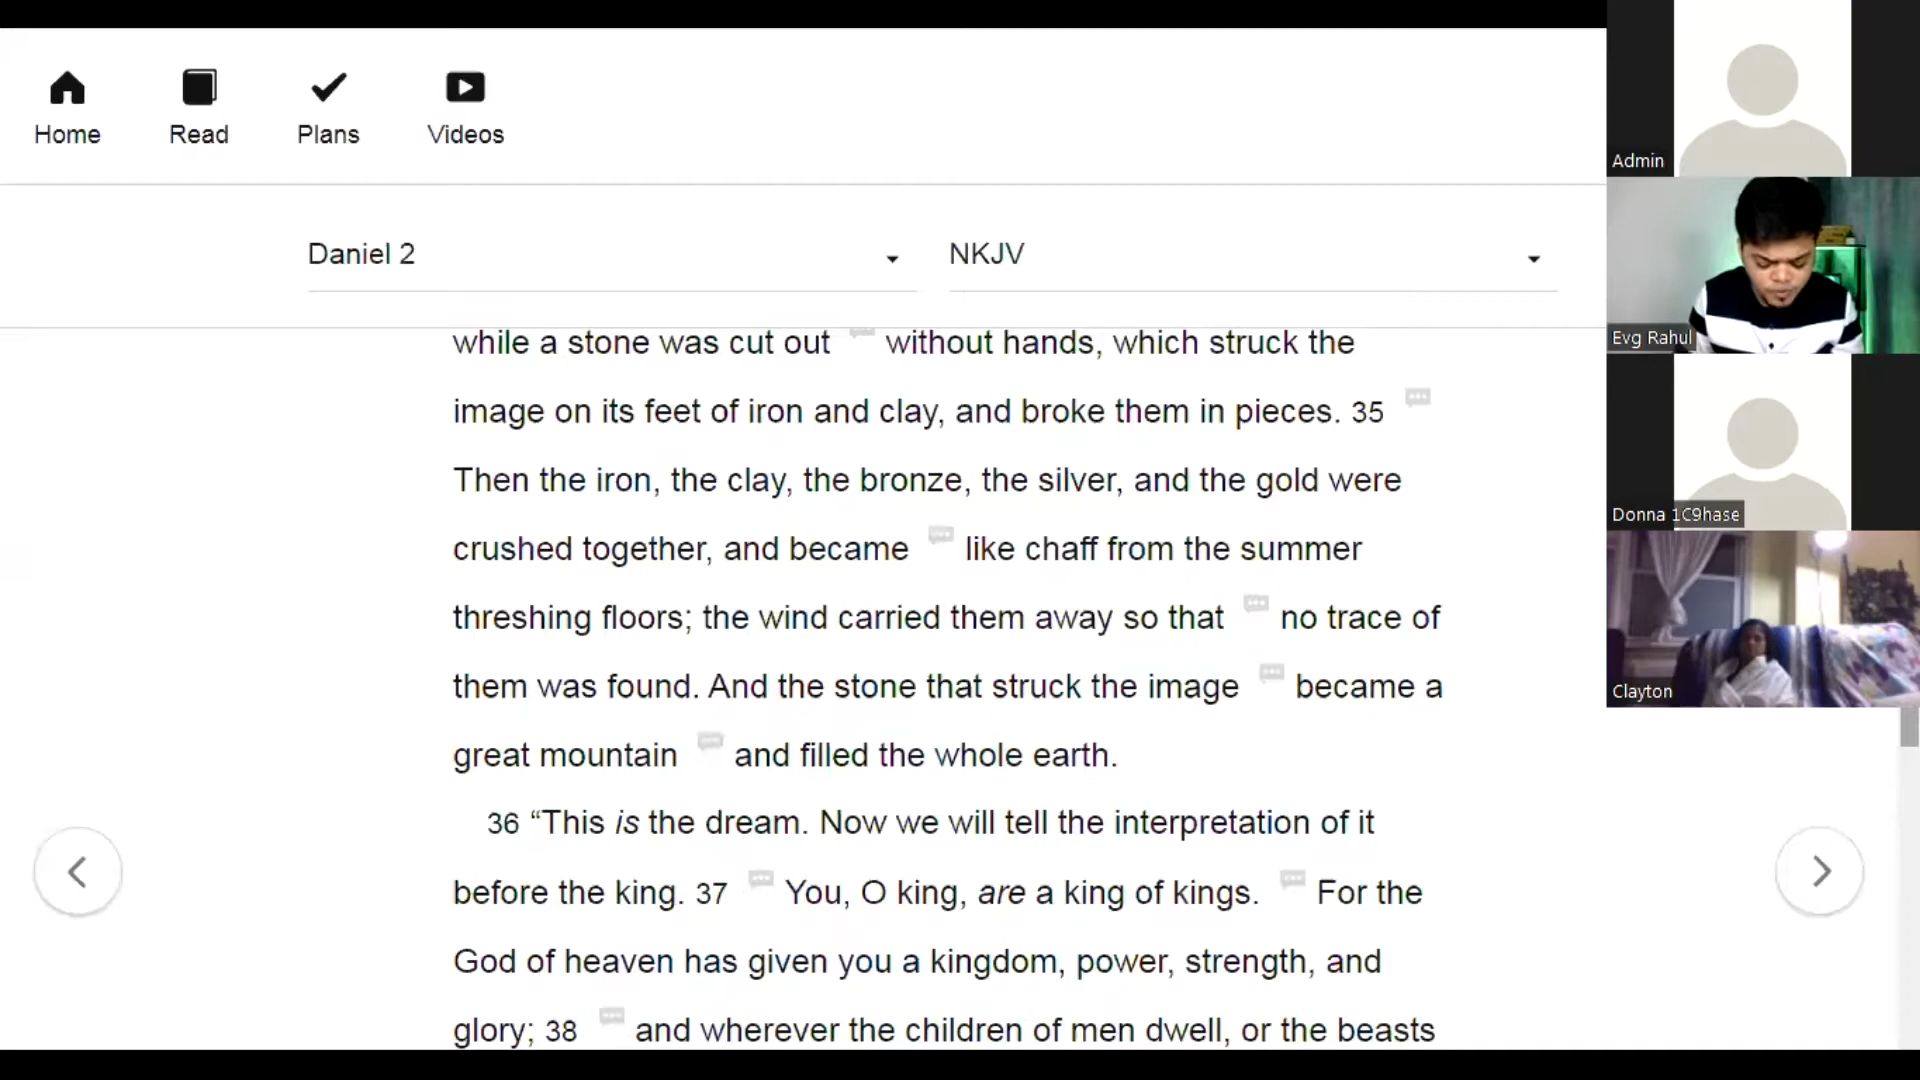 Home Read Plans Videos
Daniel 2 NKJV
while a stone was cut out without hands, which struck the
image on its feet of iron and clay, and broke them in pieces. 35
Then the iron, the clay, the bronze, the silver, and the gold were
crushed together, and became like chaff from the summer
threshing floors; the wind carried them away so that no trace of
them was found. And the stone that struck the image became a
great mountain and filled the whole earth.
36 “This is the dream. Now we will tell the interpretation of it
before the king. 37 You, O king, are a king of kings. For the
God of heaven has given you a kingdom, power, strength, and
glory; 38 and wherever the children of men dwell, or the beasts
Admin
Evg Rahul
Donna 1C9hase
Clayton